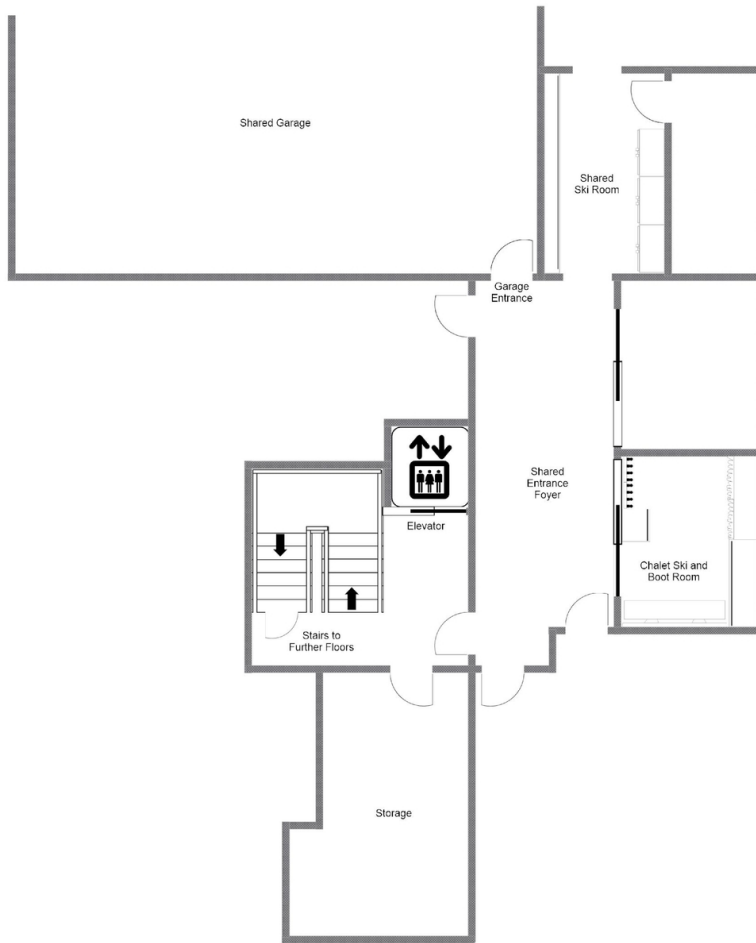 Shared Garage
Shared
Ski Room
Garage
Entrance
Shared
Entrance
Foyer
Elevator
Chalet Ski and
Boot Room
Stairs to
Further Floors
Storage